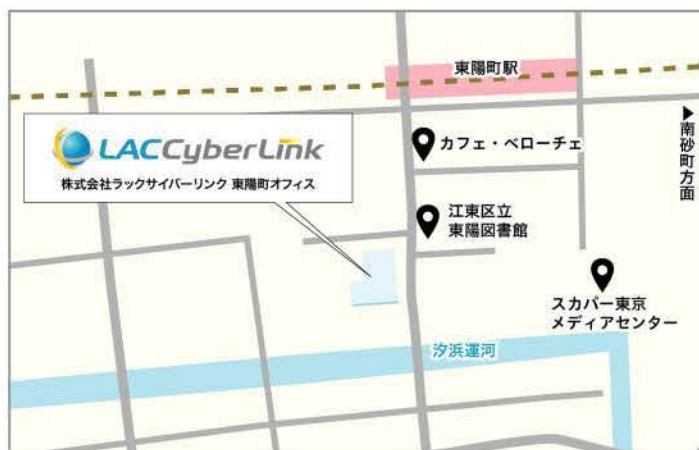 東陽町駅
▶南砂町方面
LAC CyberLink
株式会社ラックサイバーリンク 東陽町オフィス
カフェ・ベローチェ
江東区立
東陽図書館
スカパー東京
メディアセンター
汐浜運河